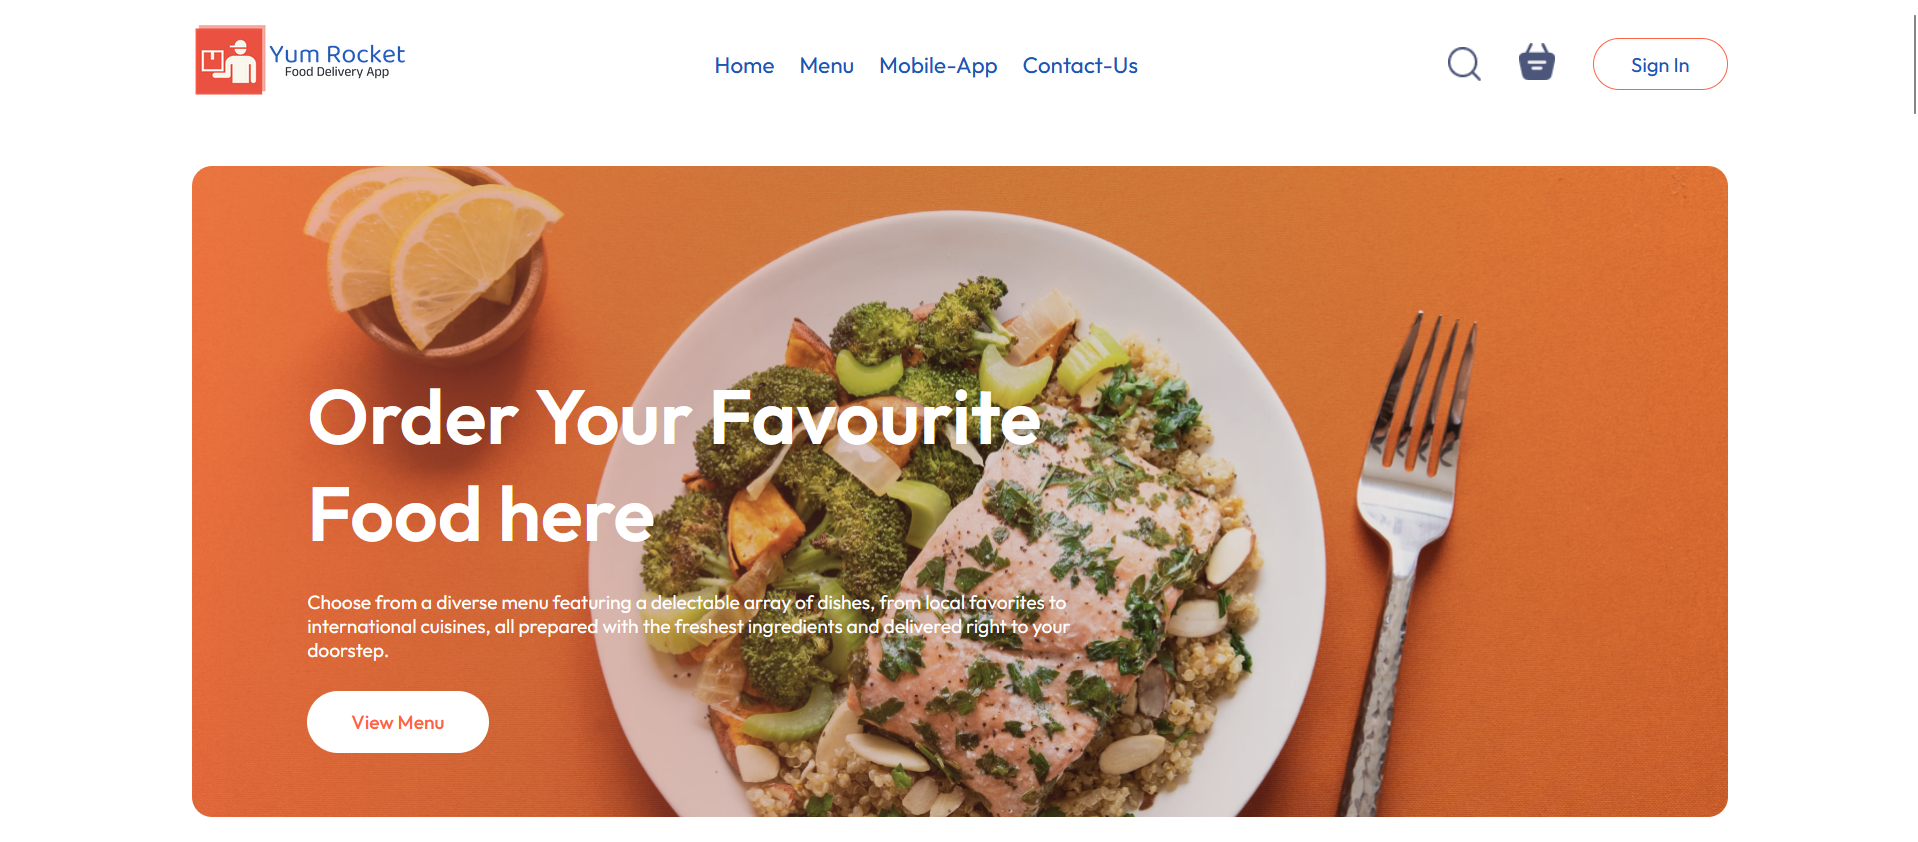 Yum Rocket
Food Delivery App
Home
Menu
Mobile-App
Contact-Us
Sign In
Order Your Favourite
Food here
Choose from a diverse menu featuring a delectable array of dishes, from local favorites to
international cuisines, all prepared with the freshest ingredients and delivered right to your
doorstep.
View Menu